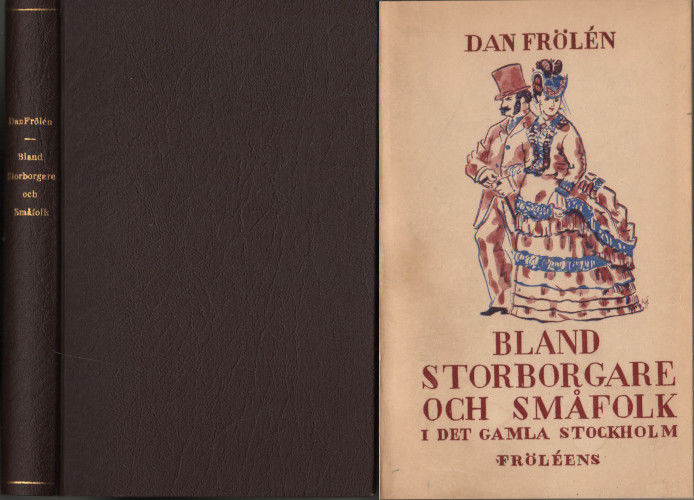 Dan Frölén
Bland
Storborgare
och
Småfolk
DAN FRÖLÉN
BLAND
STORBORGARE
OCH SMÅFOLK
I DET GAMLA STOCKHOLM
FRÖLÉENS